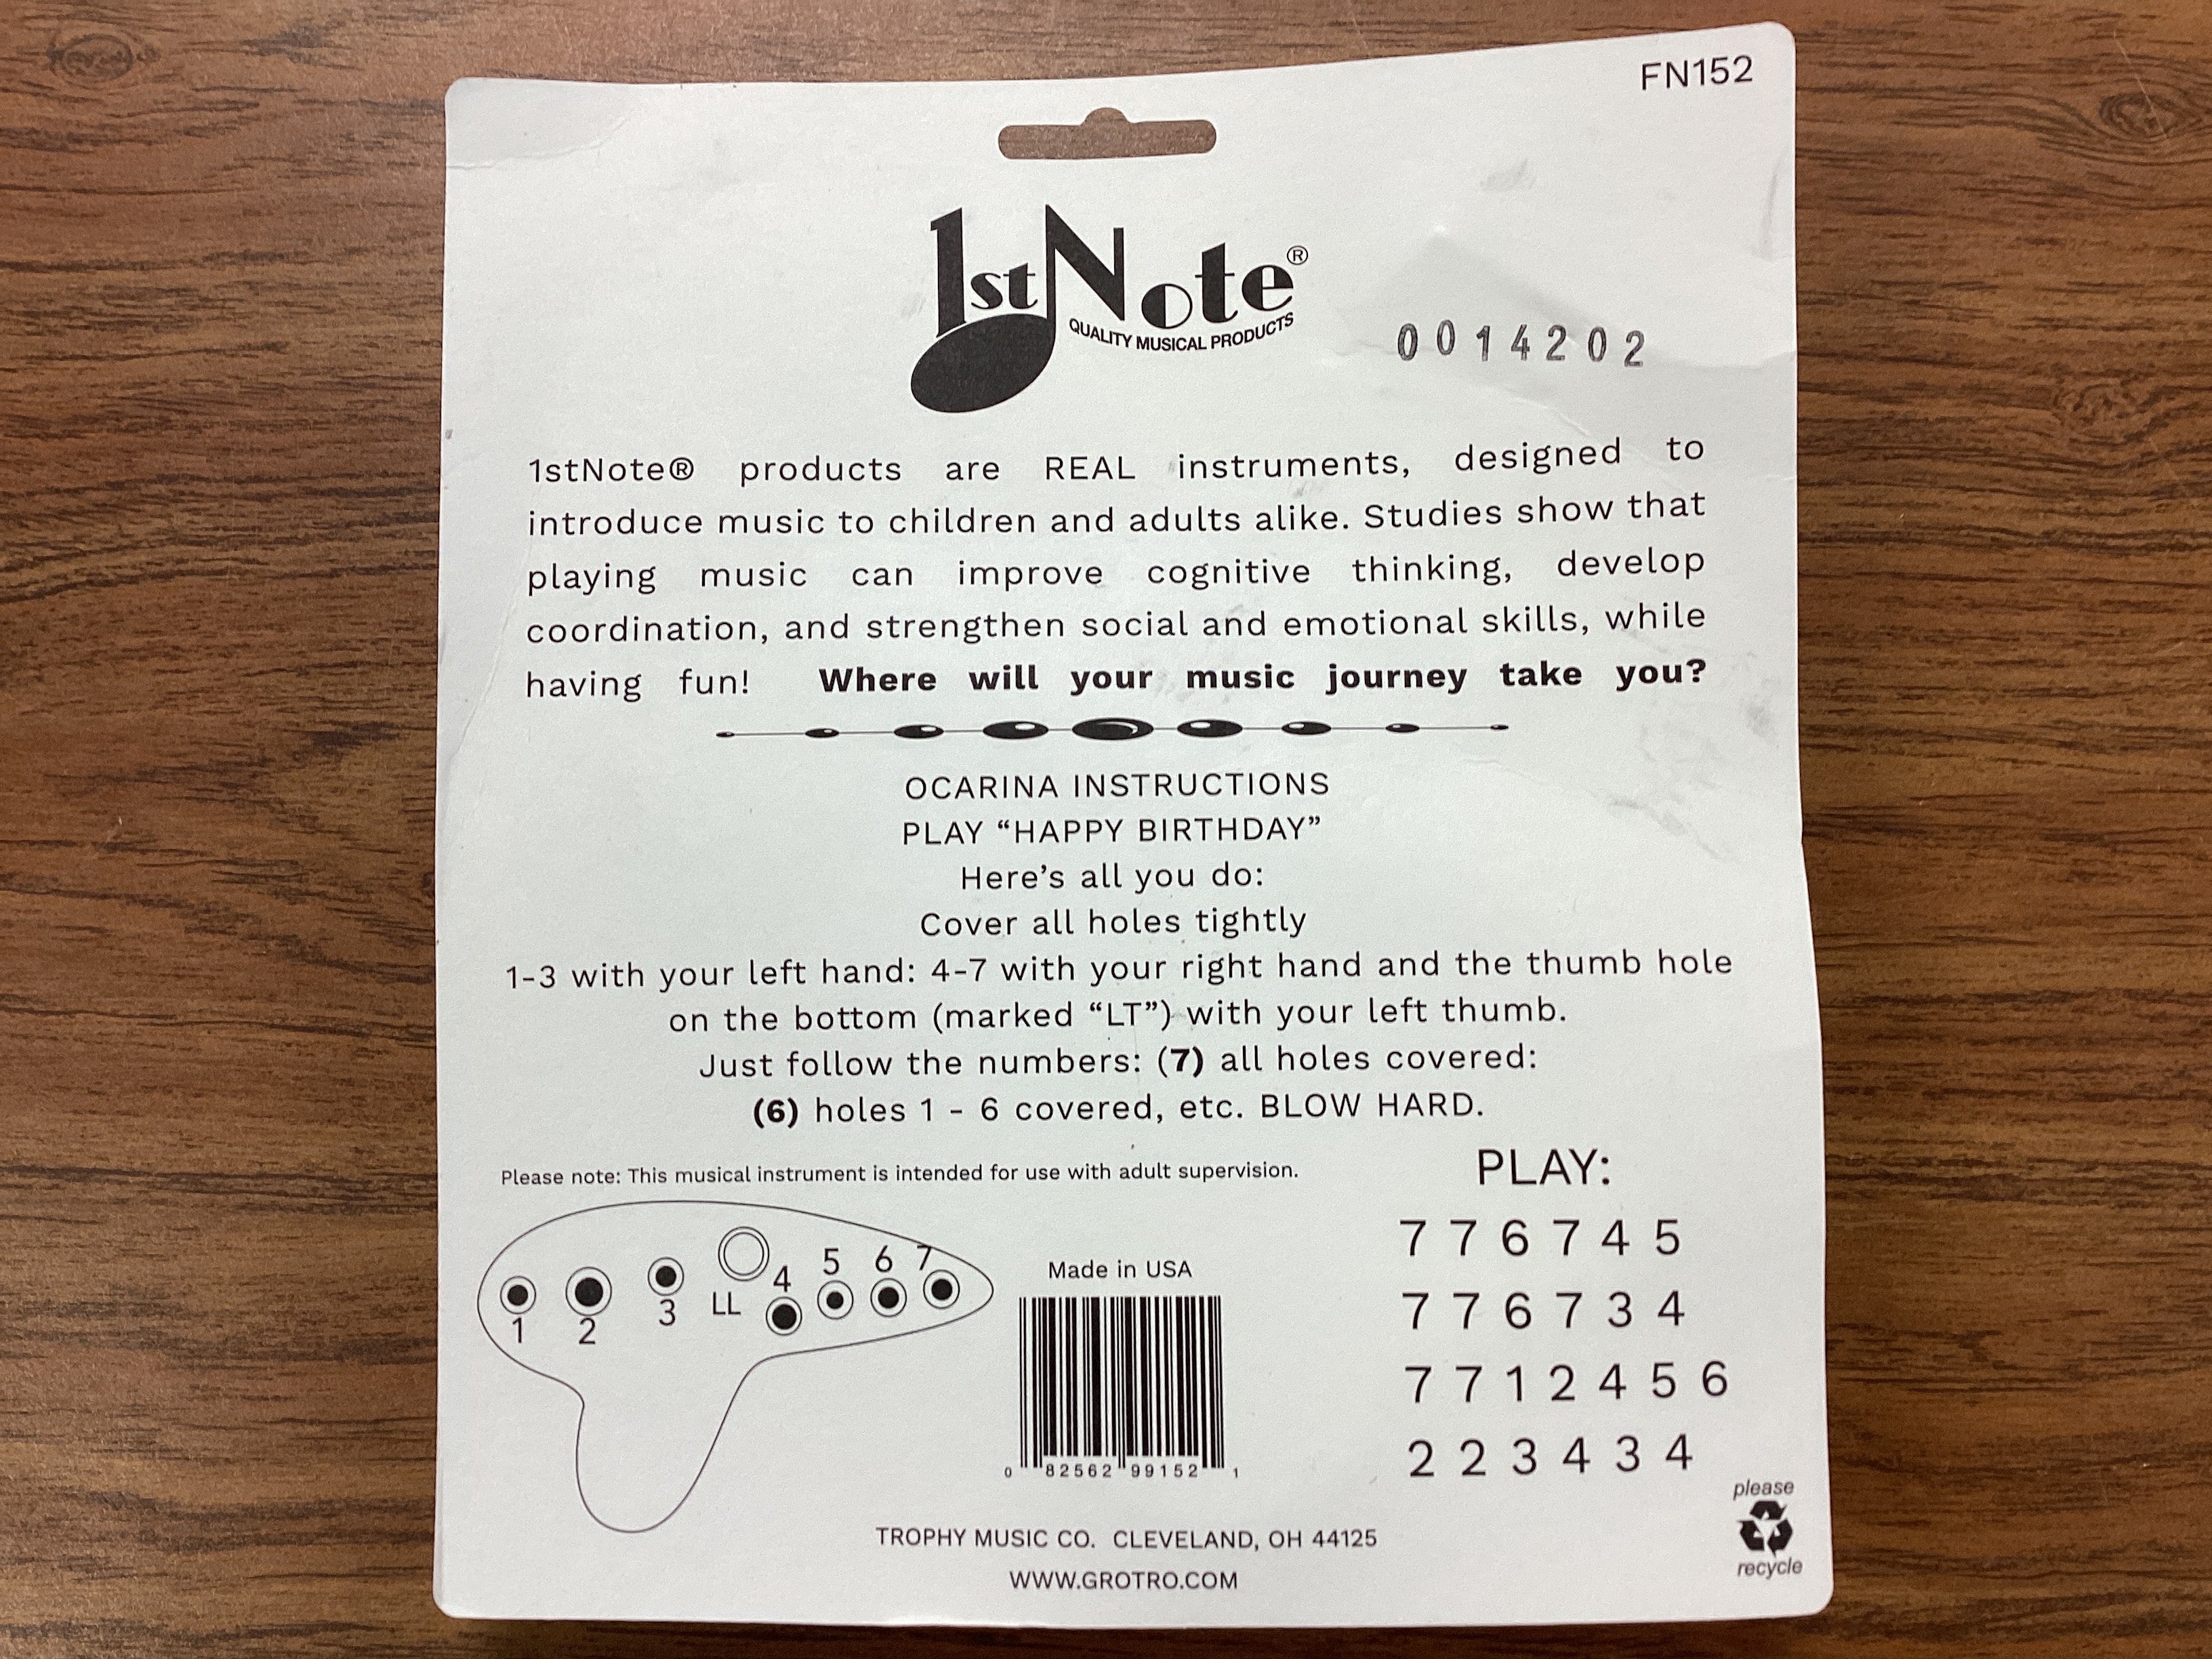 FN152
1stNote®
QUALITY MUSICAL PRODUCTS
0014202
1stNote® products are REAL instruments, designed to
introduce music to children and adults alike. Studies show that
playing music can improve cognitive thinking, develop
coordination, and strengthen social and emotional skills, while
having fun! Where will your music journey take you?
OCARINA INSTRUCTIONS
PLAY “HAPPY BIRTHDAY”
Here’s all you do:
Cover all holes tightly
1-3 with your left hand: 4-7 with your right hand and the thumb hole
on the bottom (marked “LT”) with your left thumb.
Just follow the numbers: (7) all holes covered:
(6) holes 1 - 6 covered, etc. BLOW HARD.
Please note: This musical instrument is intended for use with adult supervision.
1 2 3 LL 4 5 6 7
Made in USA
0 82562 99152 1
PLAY:
7 7 6 7 4 5
7 7 6 7 3 4
7 7 1 2 4 5 6
2 2 3 4 3 4
please
recycle
TROPHY MUSIC CO. CLEVELAND, OH 44125
WWW.GROTRO.COM